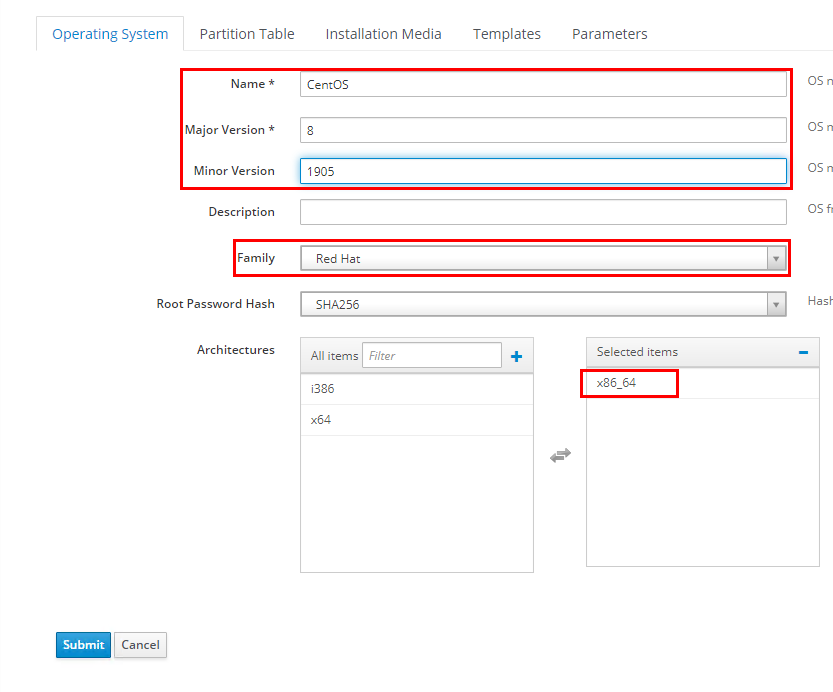 Operating System Partition Table Installation Media Templates Parameters
Name * CentOS OS
Major Version * 8 OS
Minor Version 1905 OS
Description OS
Family Red Hat
Root Password Hash SHA256 Hash
Architectures All items Filter + Selected items −
i386 x86_64
x64
Submit Cancel